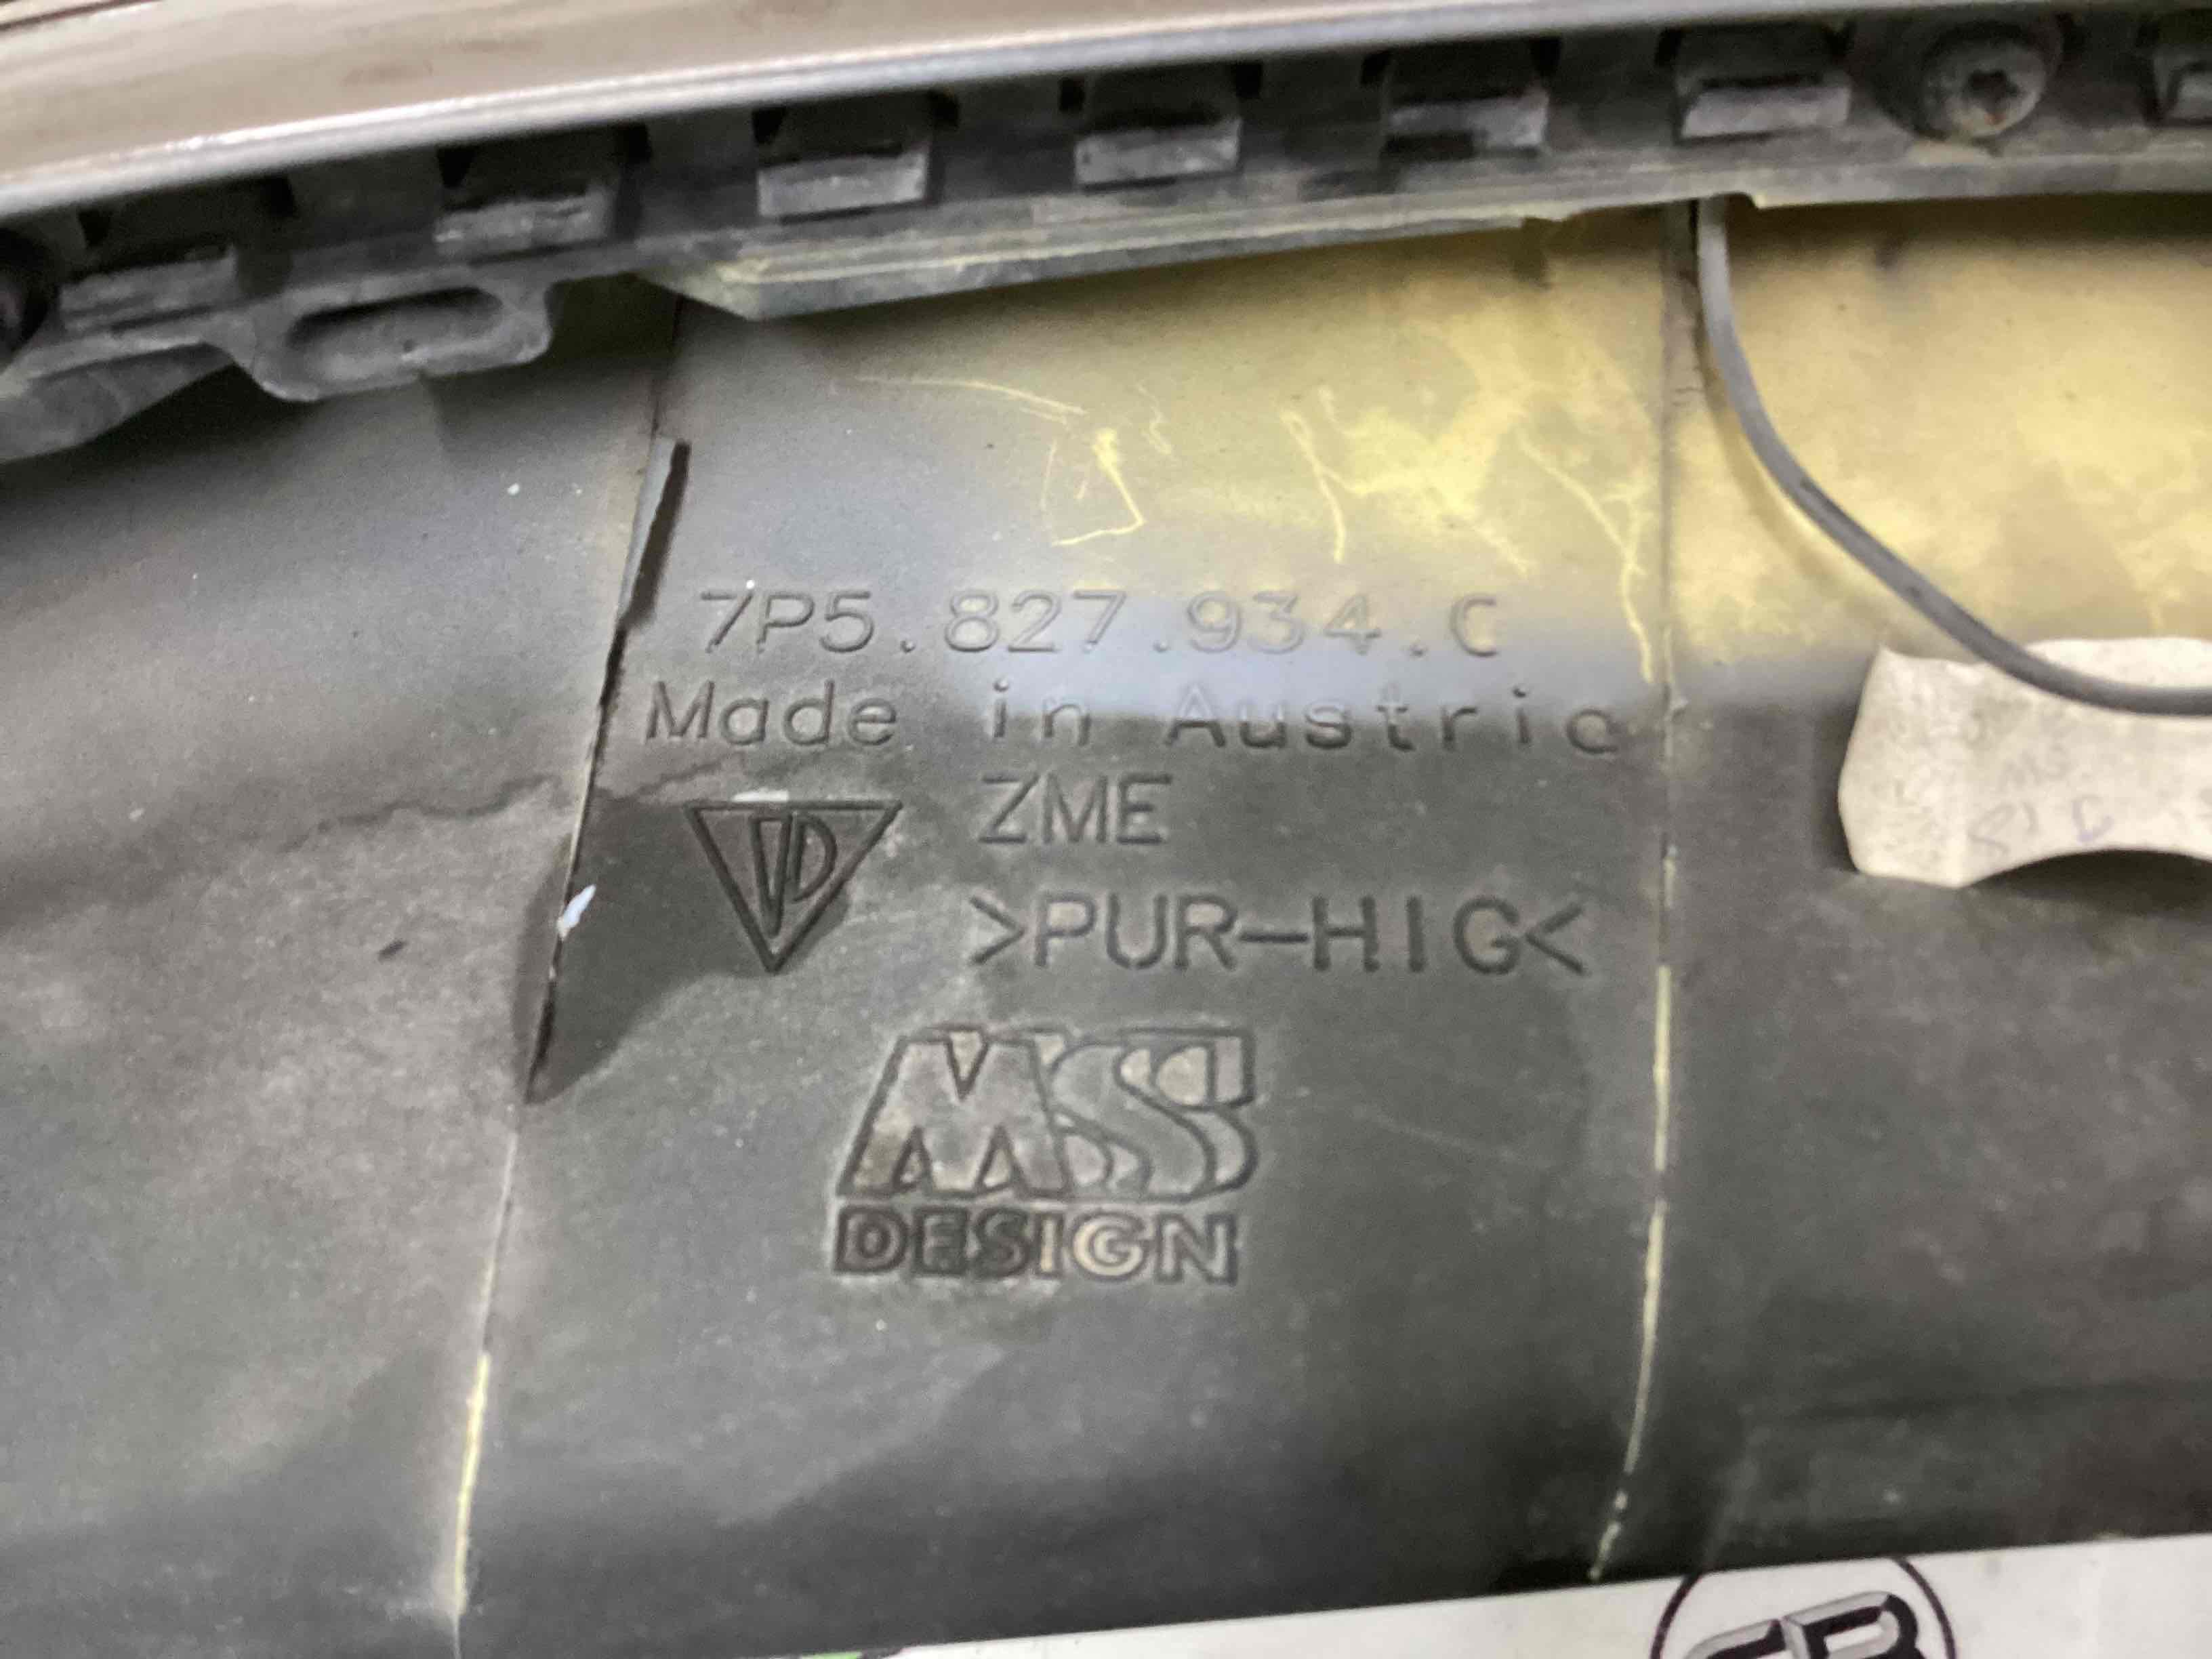 7P5.827.934.C
Made in Austria
ZME
>PUR-HIG<
MS
DESIGN